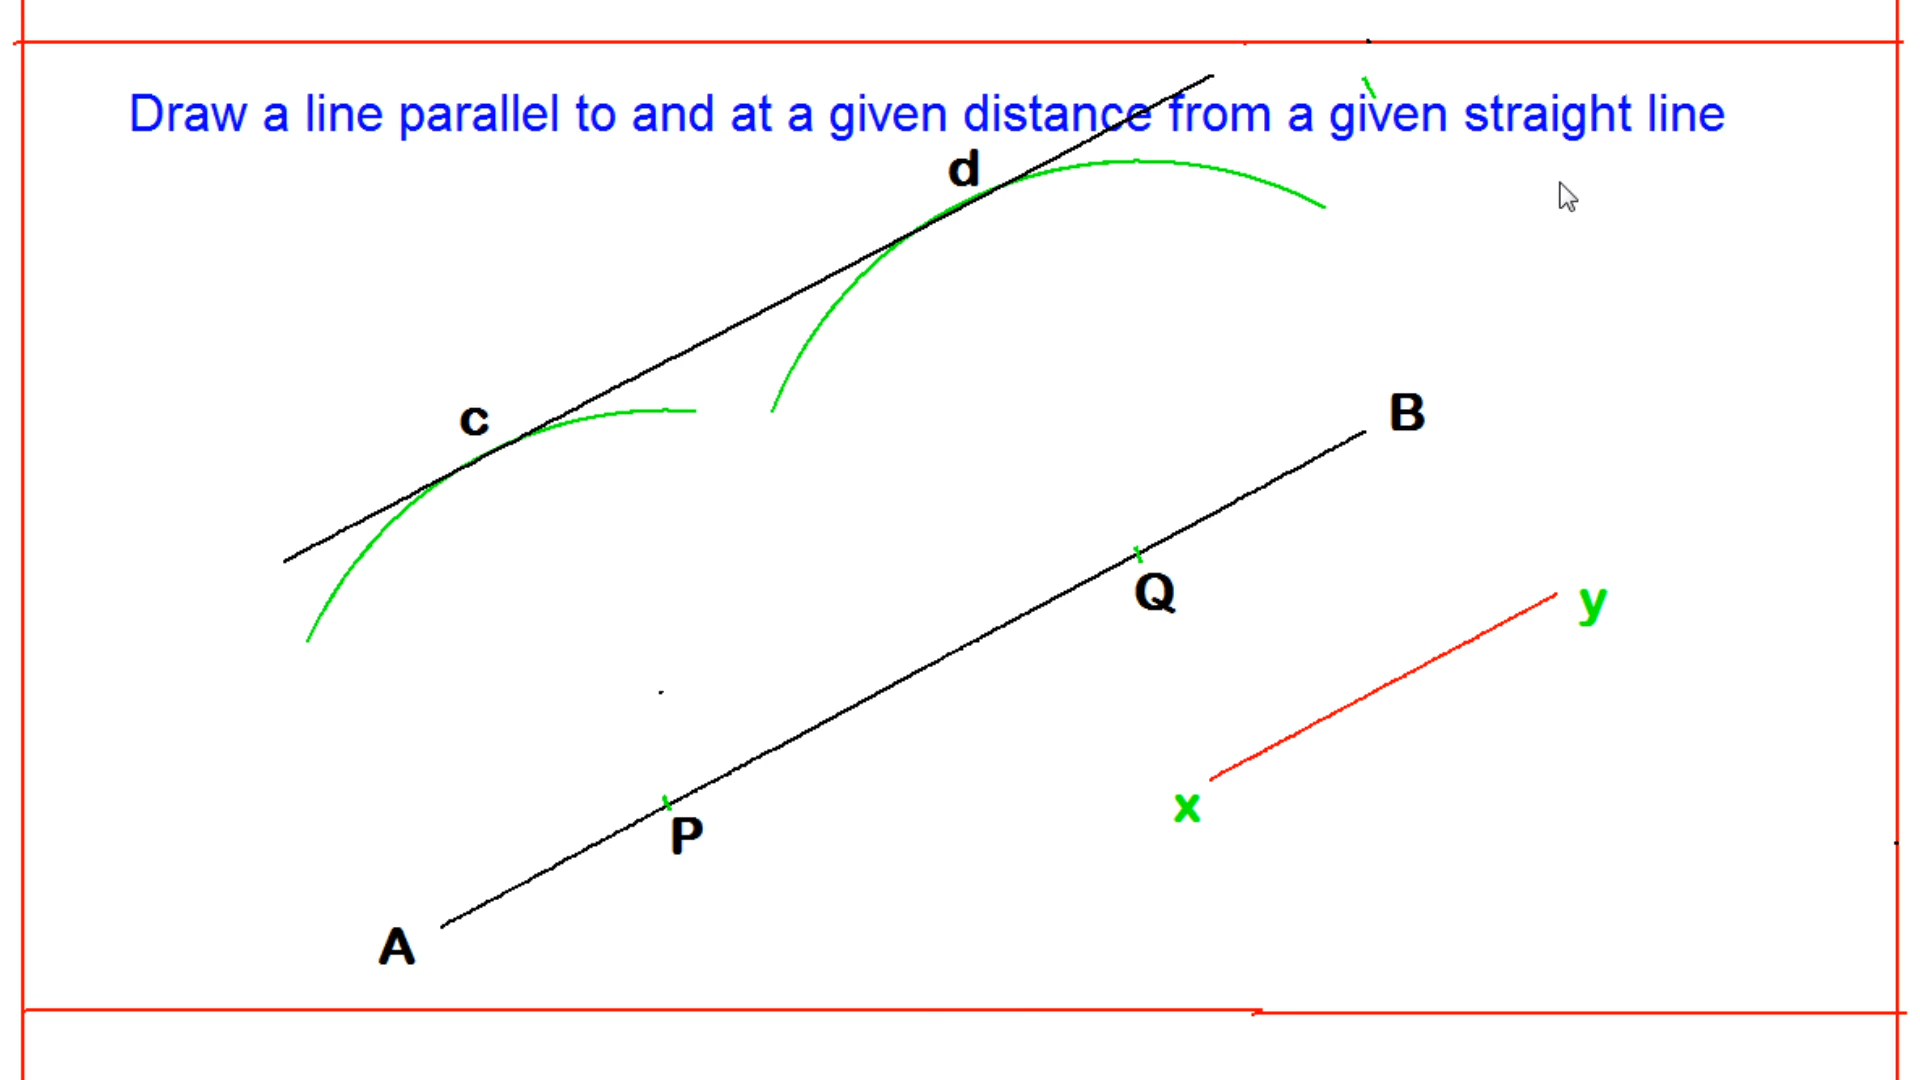 Draw a line parallel to and at a given distance from a given straight line
d
c
B
Q
y
x
P
A